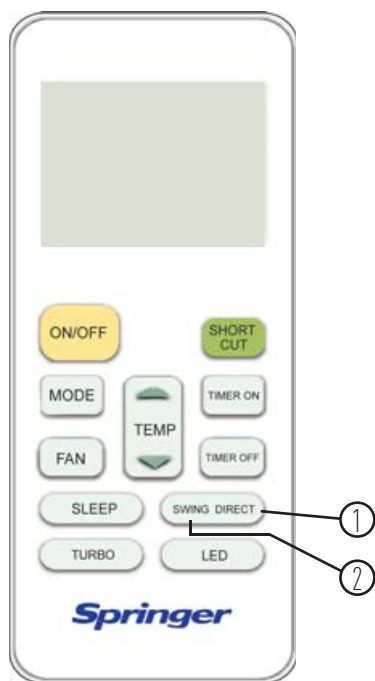 ON/OFF
SHORT
CUT
MODE
TEMP
TIMER ON
FAN
TIMER OFF
SLEEP
SWING DIRECT
1
TURBO
LED
2
Springer